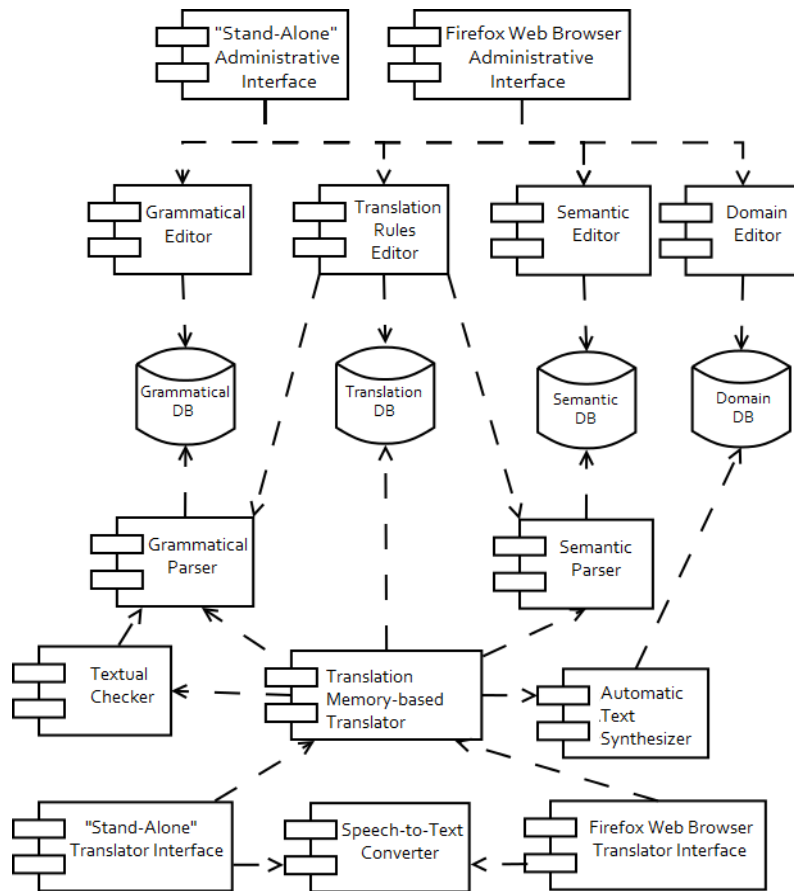 "Stand-Alone"
Administrative
Interface
Firefox Web Browser
Administrative
Interface
Grammatical
Editor
Translation
Rules
Editor
Semantic
Editor
Domain
Editor
Grammatical
DB
Translation
DB
Semantic
DB
Domain
DB
Grammatical
Parser
Semantic
Parser
Textual
Checker
Translation
Memory-based
Translator
Automatic
.Text
Synthesizer
"Stand-Alone"
Translator Interface
Speech-to-Text
Converter
Firefox Web Browser
Translator Interface